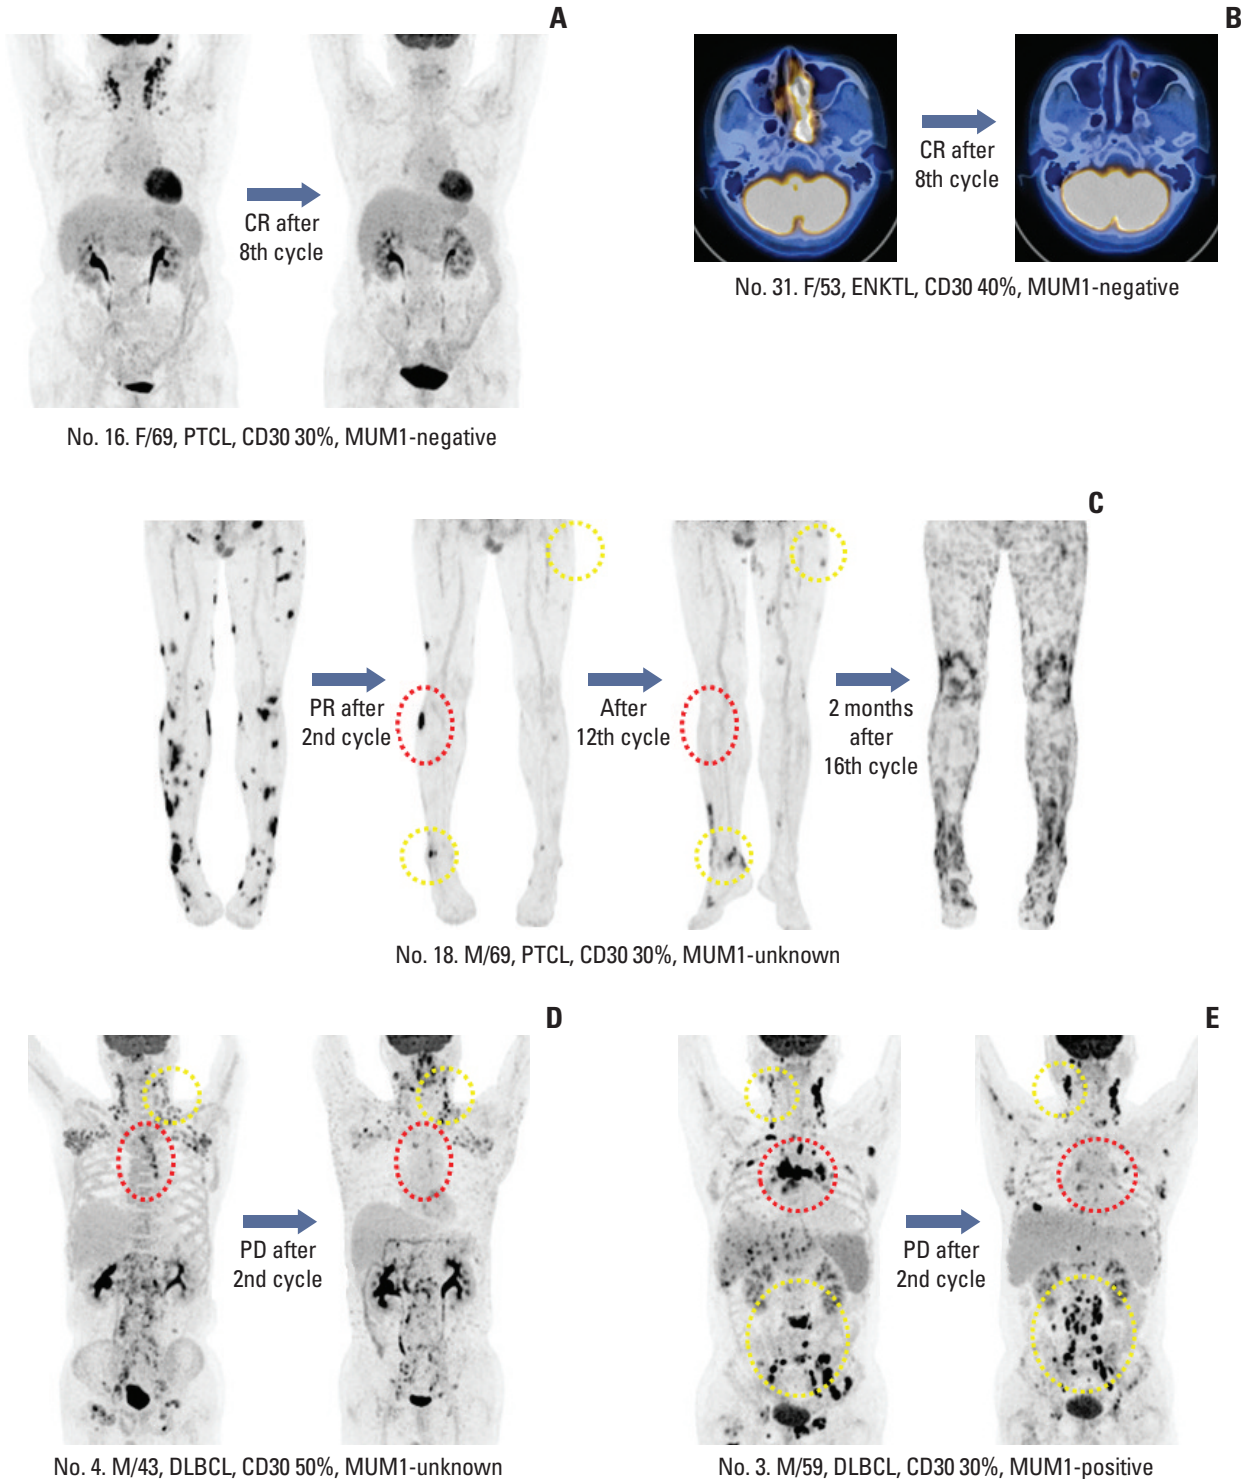 A
CR after
8th cycle
No. 16. F/69, PTCL, CD30 30%, MUM1-negative
B
CR after
8th cycle
No. 31. F/53, ENKTL, CD30 40%, MUM1-negative
C
PR after
2nd cycle
After
12th cycle
2 months
after
16th cycle
No. 18. M/69, PTCL, CD30 30%, MUM1-unknown
D
PD after
2nd cycle
No. 4. M/43, DLBCL, CD30 50%, MUM1-unknown
E
PD after
2nd cycle
No. 3. M/59, DLBCL, CD30 30%, MUM1-positive